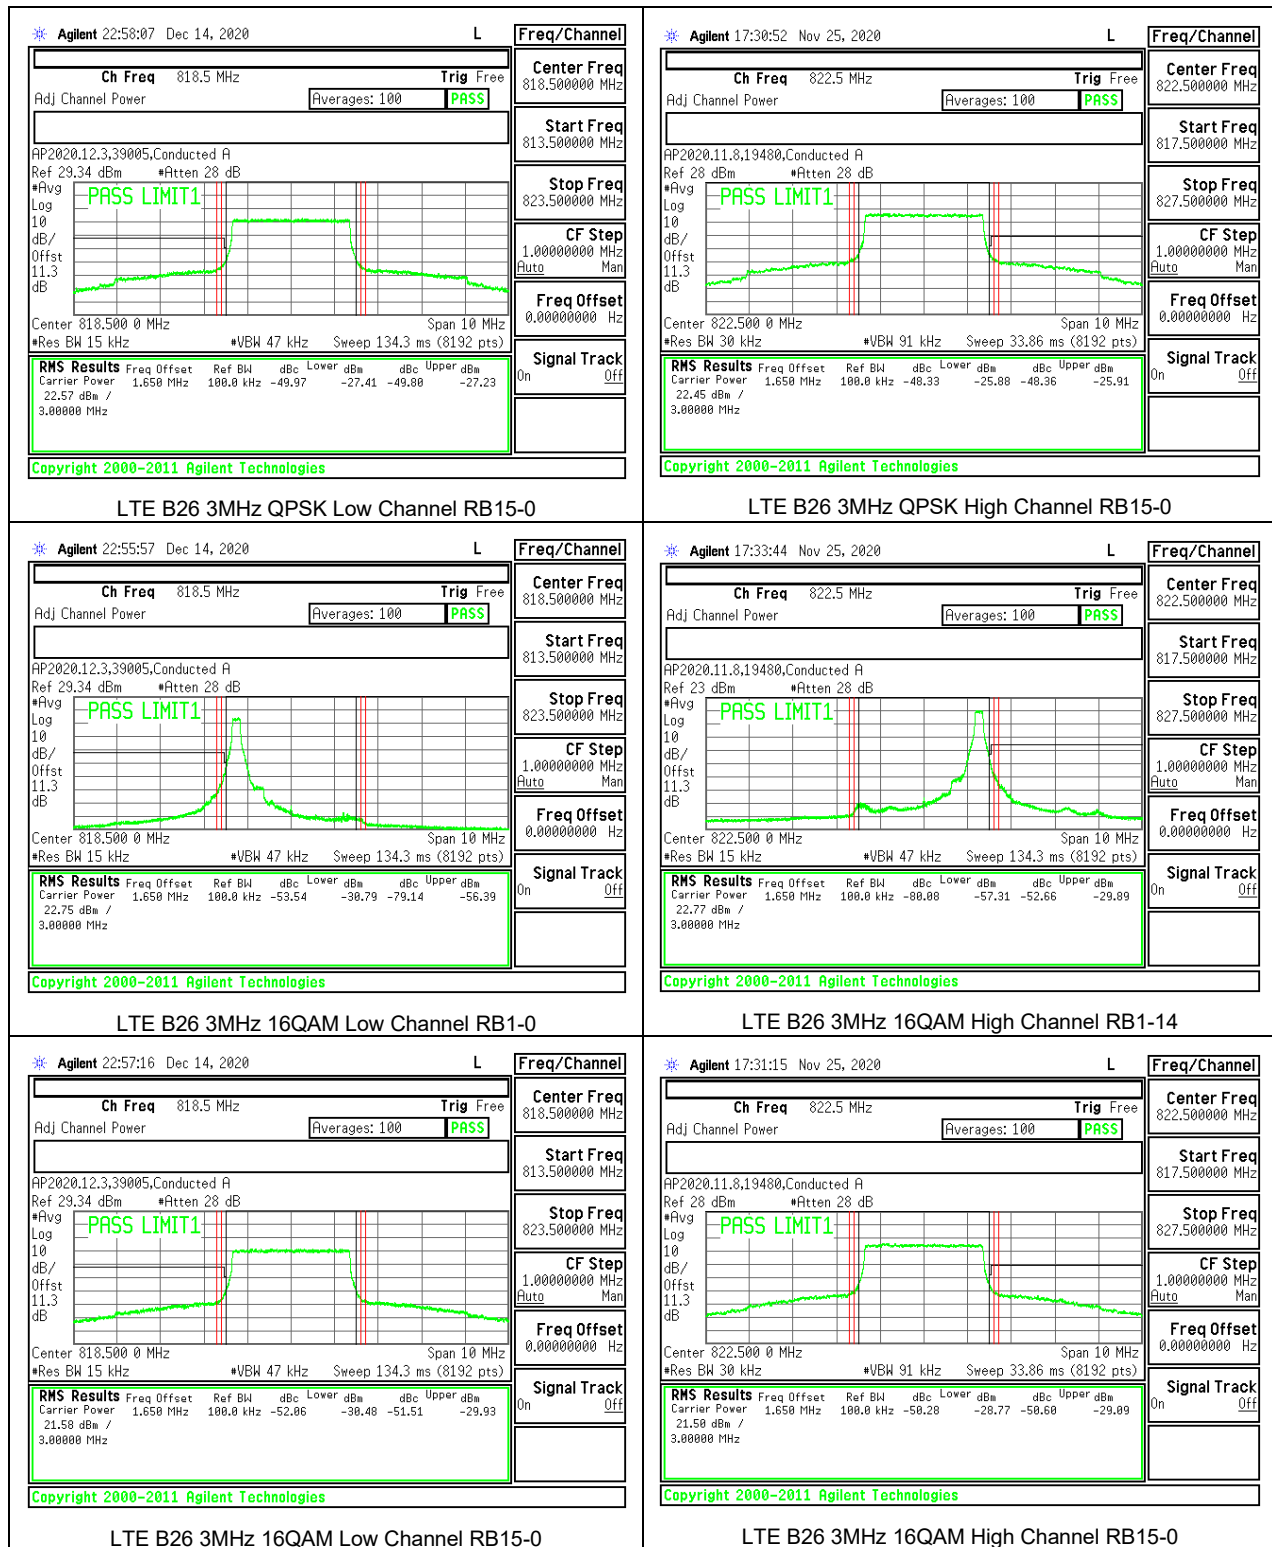 Agilent 22:58:07 Dec 14, 2020 L Freq/Channel
Ch Freq 818.5 MHz Trig Free
Adj Channel Power Averages: 100 PASS
Center Freq
818.500000 MHz
Start Freq
813.500000 MHz
Stop Freq
823.500000 MHz
CF Step
1.00000000 MHz
Auto Man
Freq Offset
0.00000000 Hz
Signal Track
On Off
AP2020.12.3,39005,Conducted A
Ref 29.34 dBm #Atten 28 dB
#Avg
Log
10
dB/
Offst
11.3
dB
PASS LIMIT1
Center 818.500 0 MHz Span 10 MHz
#Res BW 15 kHz #VBW 47 kHz Sweep 134.3 ms (8192 pts)
RMS Results Freq Offset Ref BW dBc Lower dBm dBc Upper dBm
Carrier Power 1.650 MHz 100.0 kHz -49.97 -27.41 -49.80 -27.23
22.57 dBm /
3.00000 MHz
Copyright 2000-2011 Agilent Technologies
LTE B26 3MHz QPSK Low Channel RB15-0
Agilent 17:30:52 Nov 25, 2020 L Freq/Channel
Ch Freq 822.5 MHz Trig Free
Adj Channel Power Averages: 100 PASS
Center Freq
822.500000 MHz
Start Freq
817.500000 MHz
Stop Freq
827.500000 MHz
CF Step
1.00000000 MHz
Auto Man
Freq Offset
0.00000000 Hz
Signal Track
On Off
AP2020.11.8,19480,Conducted A
Ref 28 dBm #Atten 28 dB
#Avg
Log
10
dB/
Offst
11.3
dB
PASS LIMIT1
Center 822.500 0 MHz Span 10 MHz
#Res BW 30 kHz #VBW 91 kHz Sweep 33.86 ms (8192 pts)
RMS Results Freq Offset Ref BW dBc Lower dBm dBc Upper dBm
Carrier Power 1.650 MHz 100.0 kHz -48.33 -25.88 -48.36 -25.91
22.45 dBm /
3.00000 MHz
Copyright 2000-2011 Agilent Technologies
LTE B26 3MHz QPSK High Channel RB15-0
Agilent 22:55:57 Dec 14, 2020 L Freq/Channel
Ch Freq 818.5 MHz Trig Free
Adj Channel Power Averages: 100 PASS
Center Freq
818.500000 MHz
Start Freq
813.500000 MHz
Stop Freq
823.500000 MHz
CF Step
1.00000000 MHz
Auto Man
Freq Offset
0.00000000 Hz
Signal Track
On Off
AP2020.12.3,39005,Conducted A
Ref 29.34 dBm #Atten 28 dB
#Avg
Log
10
dB/
Offst
11.3
dB
PASS LIMIT1
Center 818.500 0 MHz Span 10 MHz
#Res BW 15 kHz #VBW 47 kHz Sweep 134.3 ms (8192 pts)
RMS Results Freq Offset Ref BW dBc Lower dBm dBc Upper dBm
Carrier Power 1.650 MHz 100.0 kHz -53.54 -30.79 -79.14 -56.39
22.75 dBm /
3.00000 MHz
Copyright 2000-2011 Agilent Technologies
LTE B26 3MHz 16QAM Low Channel RB1-0
Agilent 17:33:44 Nov 25, 2020 L Freq/Channel
Ch Freq 822.5 MHz Trig Free
Adj Channel Power Averages: 100 PASS
Center Freq
822.500000 MHz
Start Freq
817.500000 MHz
Stop Freq
827.500000 MHz
CF Step
1.00000000 MHz
Auto Man
Freq Offset
0.00000000 Hz
Signal Track
On Off
AP2020.11.8,19480,Conducted A
Ref 23 dBm #Atten 28 dB
#Avg
Log
10
dB/
Offst
11.3
dB
PASS LIMIT1
Center 822.500 0 MHz Span 10 MHz
#Res BW 15 kHz #VBW 47 kHz Sweep 134.3 ms (8192 pts)
RMS Results Freq Offset Ref BW dBc Lower dBm dBc Upper dBm
Carrier Power 1.650 MHz 100.0 kHz -80.08 -57.31 -52.66 -29.89
22.77 dBm /
3.00000 MHz
Copyright 2000-2011 Agilent Technologies
LTE B26 3MHz 16QAM High Channel RB1-14
Agilent 22:57:16 Dec 14, 2020 L Freq/Channel
Ch Freq 818.5 MHz Trig Free
Adj Channel Power Averages: 100 PASS
Center Freq
818.500000 MHz
Start Freq
813.500000 MHz
Stop Freq
823.500000 MHz
CF Step
1.00000000 MHz
Auto Man
Freq Offset
0.00000000 Hz
Signal Track
On Off
AP2020.12.3,39005,Conducted A
Ref 29.34 dBm #Atten 28 dB
#Avg
Log
10
dB/
Offst
11.3
dB
PASS LIMIT1
Center 818.500 0 MHz Span 10 MHz
#Res BW 15 kHz #VBW 47 kHz Sweep 134.3 ms (8192 pts)
RMS Results Freq Offset Ref BW dBc Lower dBm dBc Upper dBm
Carrier Power 1.650 MHz 100.0 kHz -52.06 -30.48 -51.51 -29.93
21.58 dBm /
3.00000 MHz
Copyright 2000-2011 Agilent Technologies
LTE B26 3MHz 16QAM Low Channel RB15-0
Agilent 17:31:15 Nov 25, 2020 L Freq/Channel
Ch Freq 822.5 MHz Trig Free
Adj Channel Power Averages: 100 PASS
Center Freq
822.500000 MHz
Start Freq
817.500000 MHz
Stop Freq
827.500000 MHz
CF Step
1.00000000 MHz
Auto Man
Freq Offset
0.00000000 Hz
Signal Track
On Off
AP2020.11.8,19480,Conducted A
Ref 28 dBm #Atten 28 dB
#Avg
Log
10
dB/
Offst
11.3
dB
PASS LIMIT1
Center 822.500 0 MHz Span 10 MHz
#Res BW 30 kHz #VBW 91 kHz Sweep 33.86 ms (8192 pts)
RMS Results Freq Offset Ref BW dBc Lower dBm dBc Upper dBm
Carrier Power 1.650 MHz 100.0 kHz -50.28 -28.77 -50.60 -29.09
21.50 dBm /
3.00000 MHz
Copyright 2000-2011 Agilent Technologies
LTE B26 3MHz 16QAM High Channel RB15-0